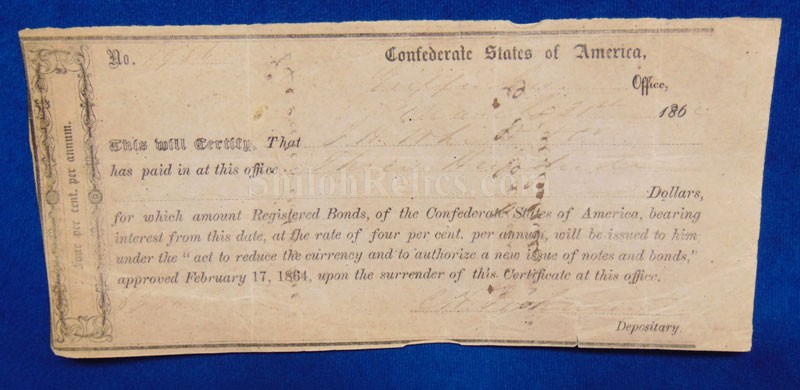 No.
Confederate States of America,
Office,
186
This will Certify, That
has paid in at this office
ShilohRelics.com
Dollars,
for which amount Registered Bonds, of the Confederate States of America, bearing
interest from this date, at the rate of four per cent. per annum, will be issued to him
under the "act to reduce the currency and to authorize a new issue of notes and bonds,"
approved February 17, 1864, upon the surrender of this Certificate at this office.
Depositary.
Four per cent. per annum.